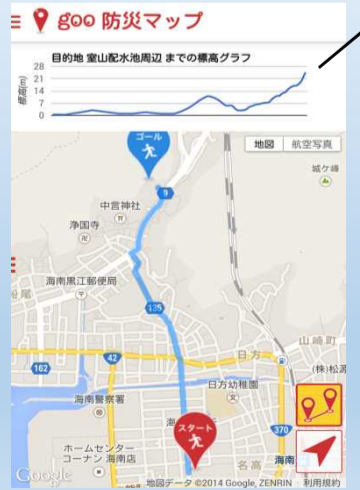 goo 防災マップ
目的地 室山配水池周辺 までの標高グラフ
標高(m)
28
21
14
7
0
ゴール
地図 航空写真
城ケ峰
9
中言神社
浄国寺
海南黒江郵便局
135
山崎町
日方
42
162
(株)松源
日方幼稚園
海南警察署
スタート
370
ホームセンター
コーナン 海南店
名高
海南
Google
地図データ ©2014 Google, ZENRIN 利用規約